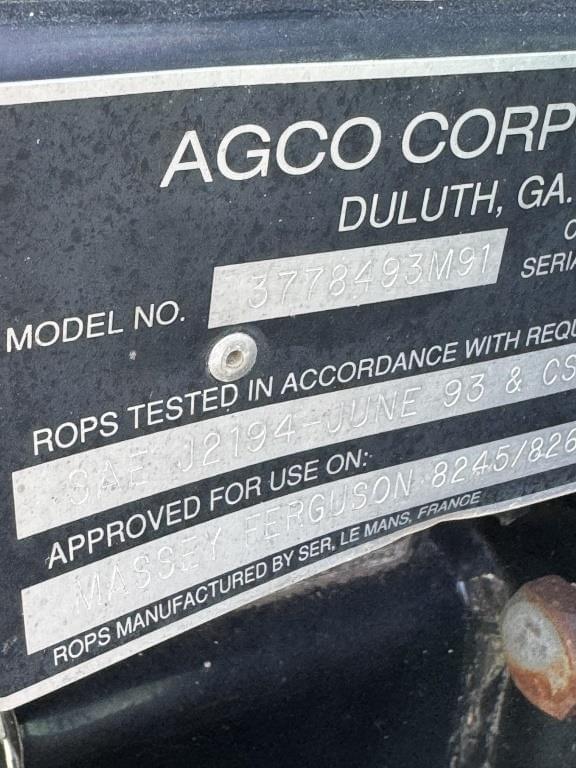 AGCO CORP
DULUTH, GA.
MODEL NO. 3778493M91
SERIA
ROPS TESTED IN ACCORDANCE WITH REQU
SAE J2194-JUNE 93 & CS
APPROVED FOR USE ON:
MASSEY FERGUSON 8245/826
ROPS MANUFACTURED BY SER, LE MANS, FRANCE